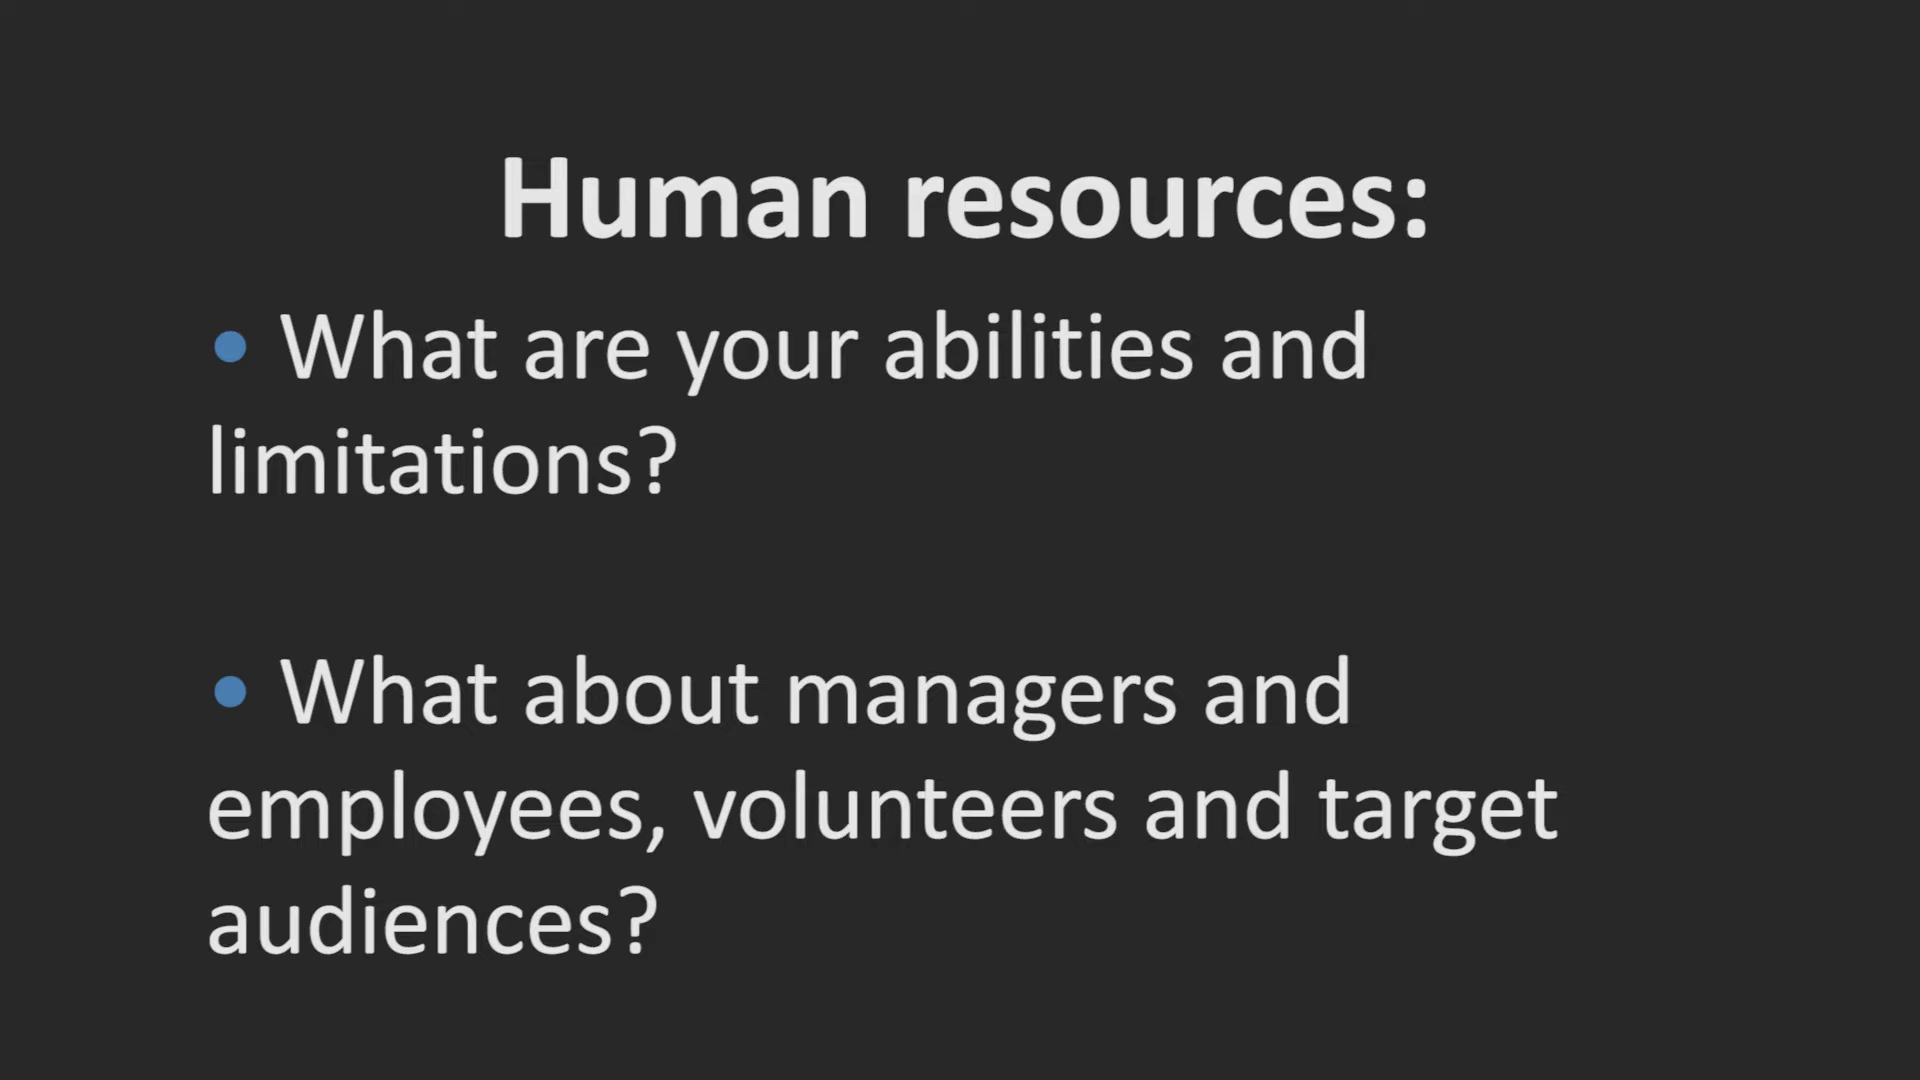 Human resources:
• What are your abilities and
limitations?
• What about managers and
employees, volunteers and target
audiences?